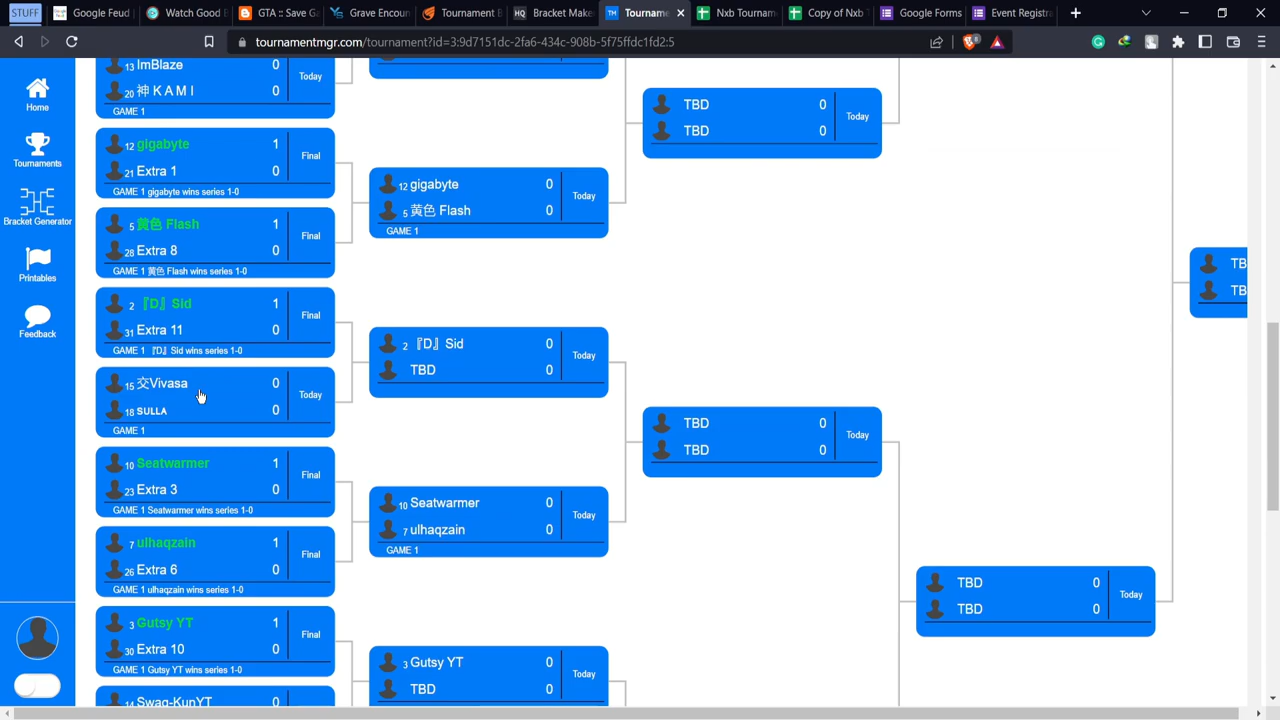 STUFF
Google Feud
Watch Good B
GTA :: Save Ga
Grave Encoun
Tournament B
Bracket Make
Tourname
Nxt Tournam
Copy of Nxb
Google Forms
Event Registra
tournamentmgr.com/tournament?id=3:9d7151dc-2fa6-434c-908b-5f75ffdc1fd2:5
Home
Tournaments
Bracket Generator
Printables
Feedback
13 ImBlaze 0
20 神 K A M I 0
Today
GAME 1
12 gigabyte 1
21 Extra 1 0
Final
GAME 1 gigabyte wins series 1-0
5 黄色 Flash 1
28 Extra 8 0
Final
GAME 1 黄色 Flash wins series 1-0
2 『D』Sid 1
31 Extra 11 0
Final
GAME 1 『D』Sid wins series 1-0
15 交Vivasa 0
18 SULLA 0
Today
GAME 1
10 Seatwarmer 1
23 Extra 3 0
Final
GAME 1 Seatwarmer wins series 1-0
7 ulhaqzain 1
26 Extra 6 0
Final
GAME 1 ulhaqzain wins series 1-0
3 Gutsy YT 1
30 Extra 10 0
Final
GAME 1 Gutsy YT wins series 1-0
14 Swag-KunYT 0
12 gigabyte 0
5 黄色 Flash 0
Today
GAME 1
2 『D』Sid 0
TBD 0
Today
10 Seatwarmer 0
7 ulhaqzain 0
Today
GAME 1
3 Gutsy YT 0
TBD 0
Today
TBD 0
TBD 0
Today
TBD 0
TBD 0
Today
TBD 0
TBD 0
Today
TB
TB